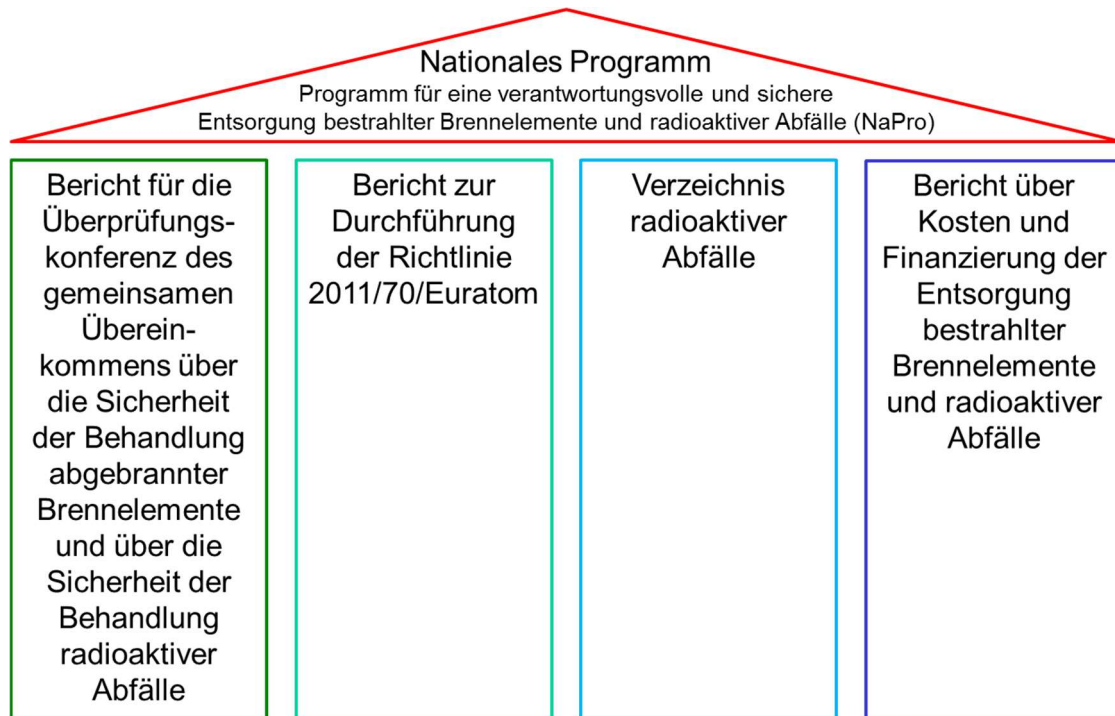 Nationales Programm
Programm für eine verantwortungsvolle und sichere
Entsorgung bestrahlter Brennelemente und radioaktiver Abfälle (NaPro)
Bericht für die
Überprüfungs-
konferenz des
gemeinsamen
Überein-
kommens über
die Sicherheit
der Behandlung
abgebrannter
Brennelemente
und über die
Sicherheit der
Behandlung
radioaktiver
Abfälle
Bericht zur
Durchführung
der Richtlinie
2011/70/Euratom
Verzeichnis
radioaktiver
Abfälle
Bericht über
Kosten und
Finanzierung der
Entsorgung
bestrahlter
Brennelemente
und radioaktiver
Abfälle